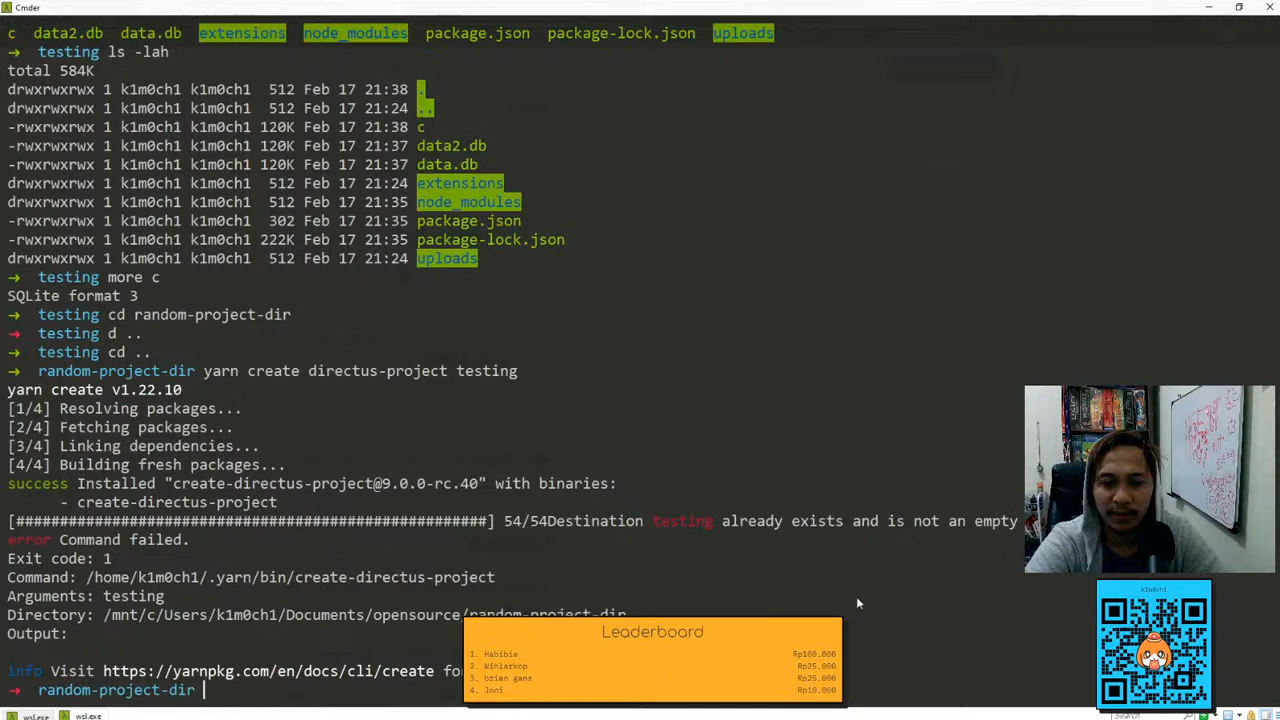 Cmder
c data2.db data.db extensions node_modules package.json package-lock.json uploads
→ testing ls -lah
total 584K
drwxrwxrwx 1 k1m0ch1 k1m0ch1 512 Feb 17 21:38 .
drwxrwxrwx 1 k1m0ch1 k1m0ch1 512 Feb 17 21:24 ..
-rwxrwxrwx 1 k1m0ch1 k1m0ch1 120K Feb 17 21:38 c
-rwxrwxrwx 1 k1m0ch1 k1m0ch1 120K Feb 17 21:37 data2.db
-rwxrwxrwx 1 k1m0ch1 k1m0ch1 120K Feb 17 21:37 data.db
drwxrwxrwx 1 k1m0ch1 k1m0ch1 512 Feb 17 21:24 extensions
drwxrwxrwx 1 k1m0ch1 k1m0ch1 512 Feb 17 21:35 node_modules
-rwxrwxrwx 1 k1m0ch1 k1m0ch1 302 Feb 17 21:35 package.json
-rwxrwxrwx 1 k1m0ch1 k1m0ch1 222K Feb 17 21:35 package-lock.json
drwxrwxrwx 1 k1m0ch1 k1m0ch1 512 Feb 17 21:24 uploads
→ testing more c
SQLite format 3
→ testing cd random-project-dir
→ testing d ..
→ testing cd ..
→ random-project-dir yarn create directus-project testing
yarn create v1.22.10
[1/4] Resolving packages...
[2/4] Fetching packages...
[3/4] Linking dependencies...
[4/4] Building fresh packages...
success Installed "create-directus-project@9.0.0-rc.40" with binaries:
- create-directus-project
[################################################] 54/54Destination testing already exists and is not an empty
error Command failed.
Exit code: 1
Command: /home/k1m0ch1/.yarn/bin/create-directus-project
Arguments: testing
Directory: /mnt/c/Users/k1m0ch1/Documents/opensource/random-project-dir
Output:
info Visit https://yarnpkg.com/en/docs/cli/create fo
→ random-project-dir
Leaderboard
1. Habibie Rp100.000
2. Wihlarkop Rp25.000
3. brian gans Rp25.000
4. Joni Rp10.000
k1m0ch1
wsl.exe wsl.exe
Search